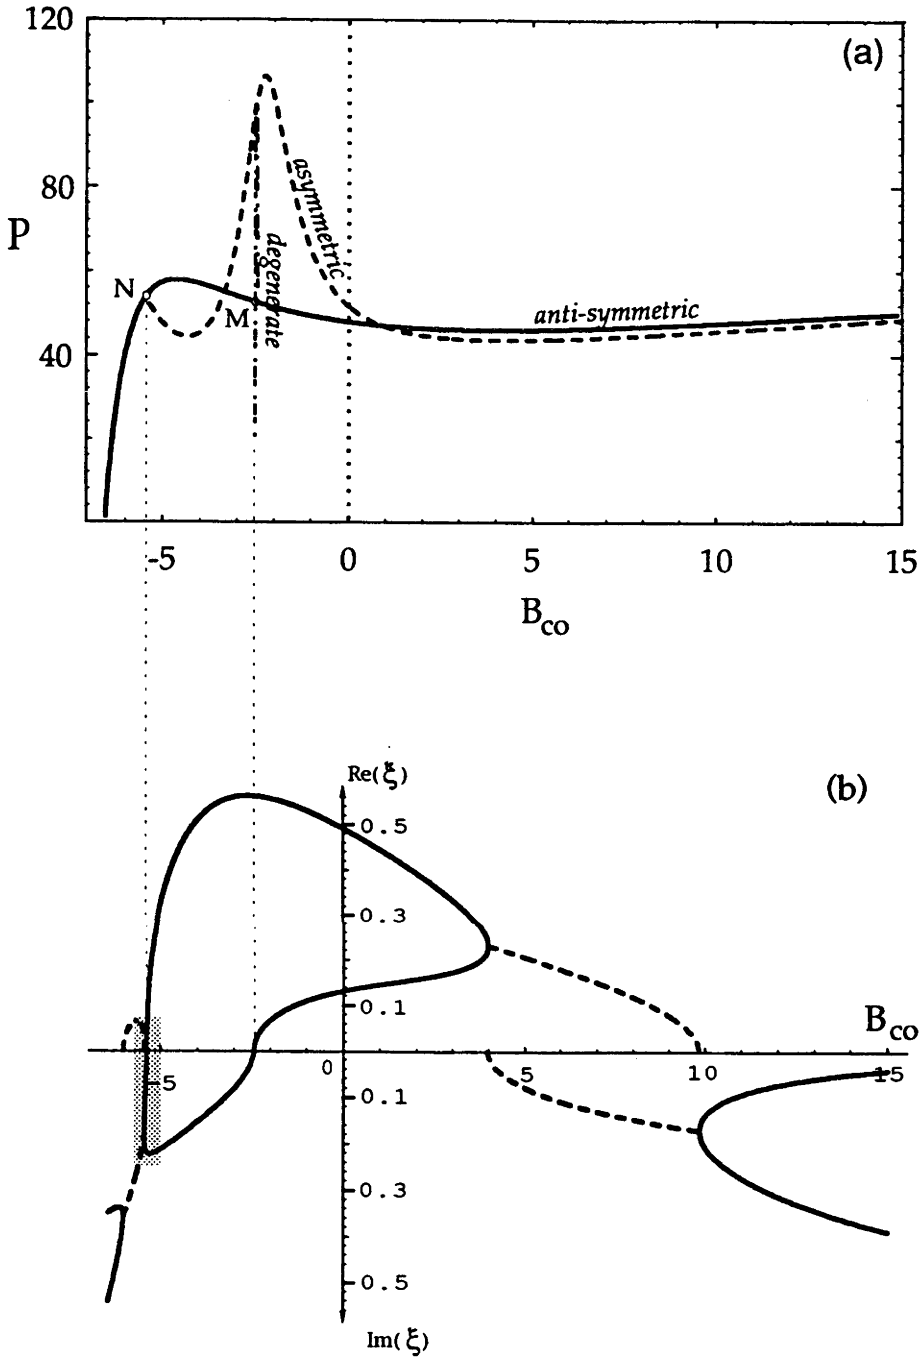 120
(a)
80
P
asymmetric
degenerate
N
M
anti-symmetric
40
-5
0
5
10
15
B_co
Re(ξ)
(b)
0.5
0.3
0.1
B_co
-5
0
5
10
15
0.1
0.3
0.5
Im(ξ)